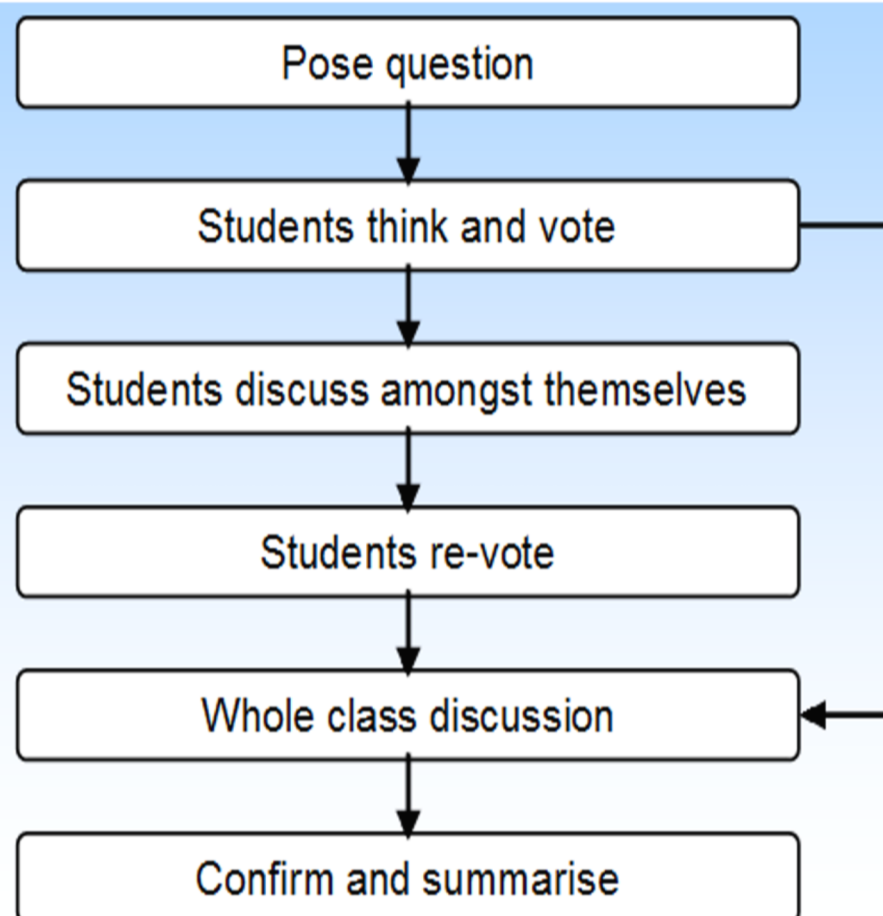 Pose question
Students think and vote
Students discuss amongst themselves
Students re-vote
Whole class discussion
Confirm and summarise